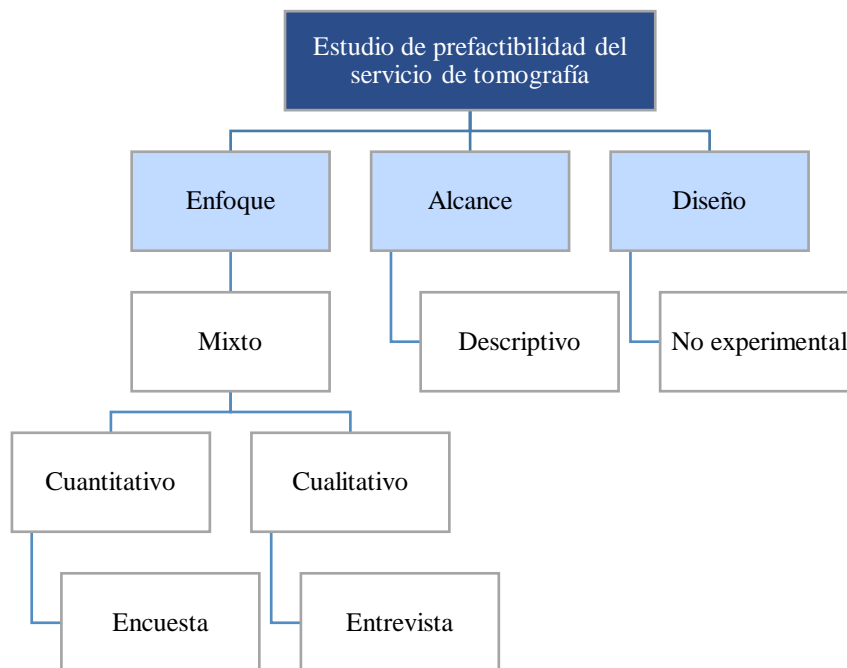 Estudio de prefactibilidad del
servicio de tomografía
Enfoque
Alcance
Diseño
Mixto
Descriptivo
No experimental
Cuantitativo
Cualitativo
Encuesta
Entrevista